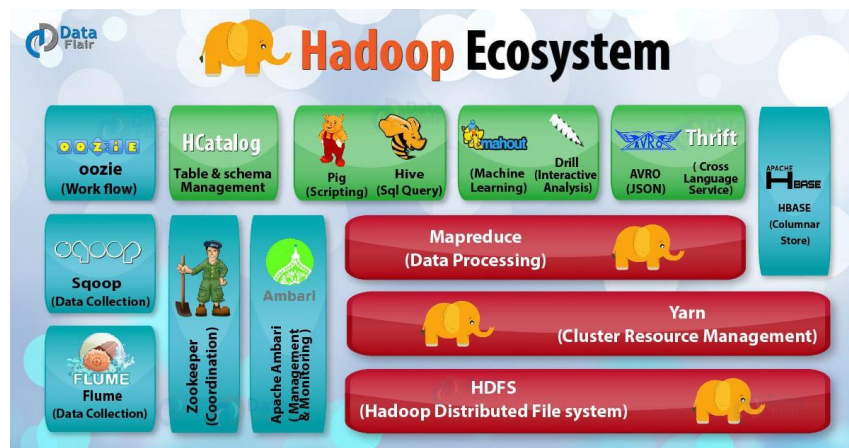 Data
Flair
Hadoop Ecosystem
OOZIE
oozie
(Work flow)
HCatalog
Table & schema
Management
Pig
(Scripting)
Hive
(Sql Query)
mahout
(Machine
Learning)
Drill
(Interactive
Analysis)
AVRO
AVRO
(JSON)
Thrift
( Cross
Language
Service)
APACHE
HBASE
HBASE
(Columnar
Store)
sqoop
Sqoop
(Data Collection)
FLUME
Flume
(Data Collection)
Zookeeper
(Coordination)
Ambari
Apache Ambari
( Management
& Monitoring )
Mapreduce
(Data Processing)
Yarn
(Cluster Resource Management)
HDFS
(Hadoop Distributed File system)